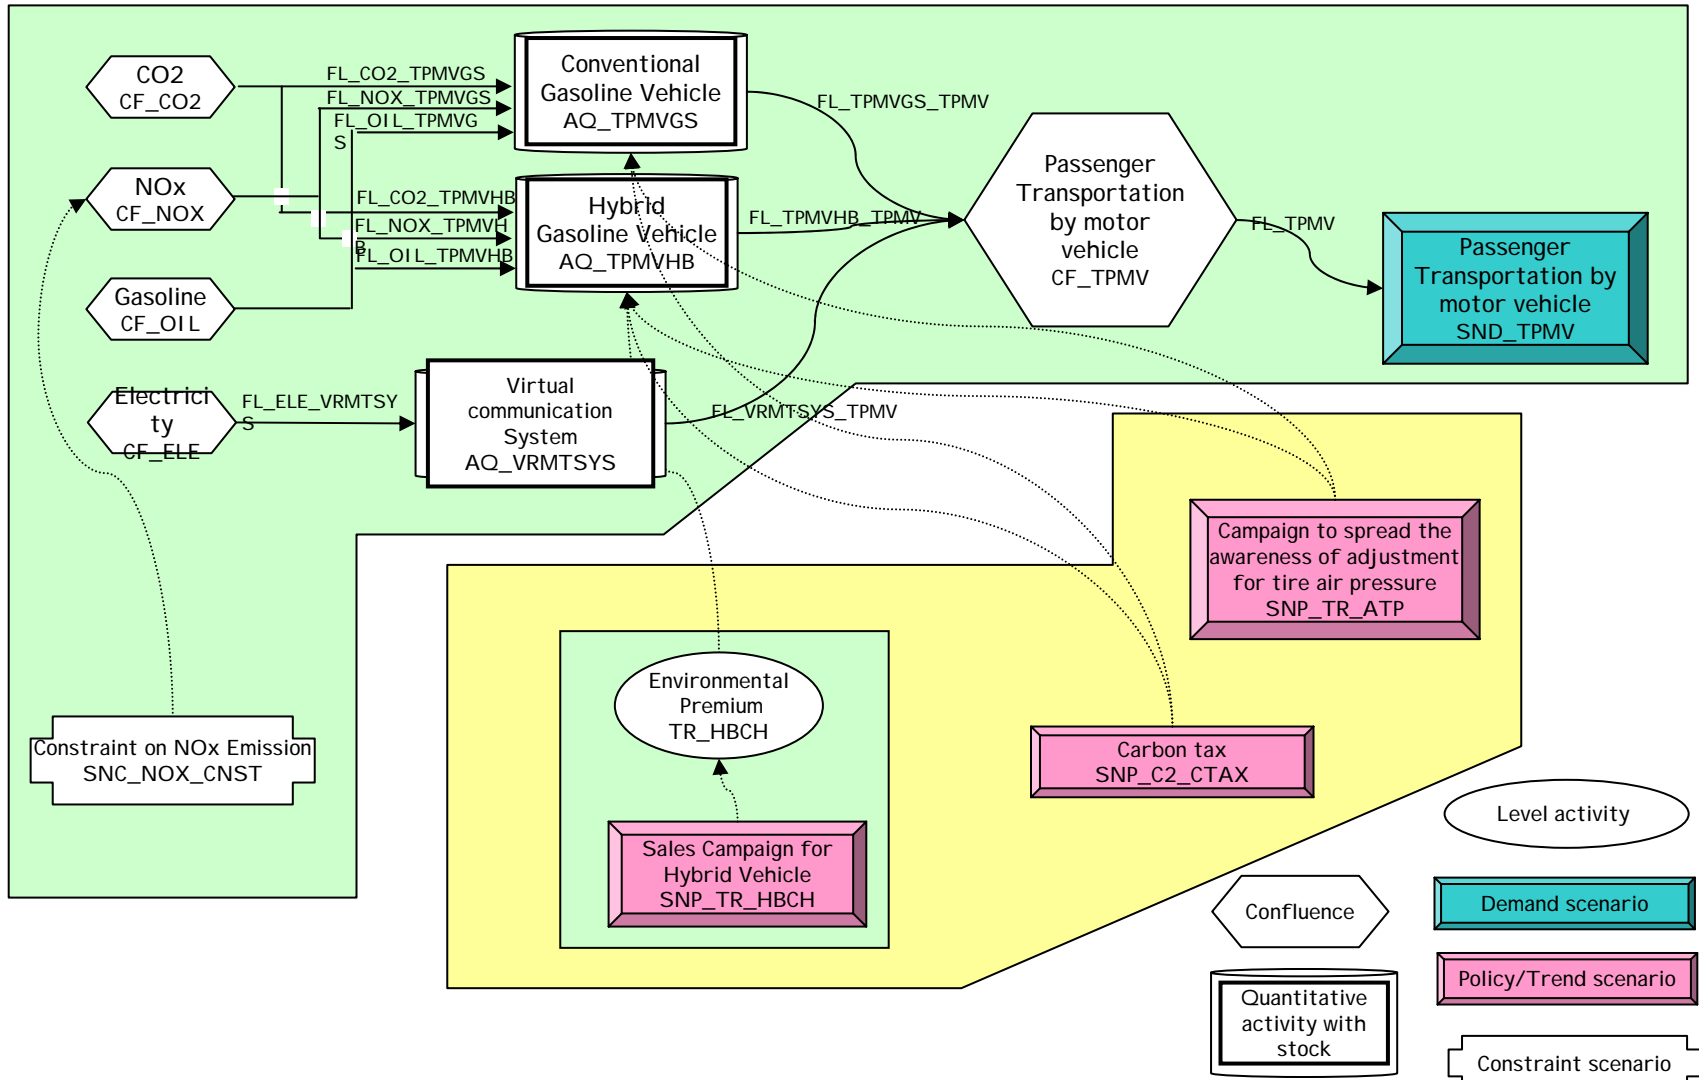 CO2
CF_CO2
FL_CO2_TPMVGS
FL_NOX_TPMVGS
FL_OIL_TPMVG
S
Conventional
Gasoline Vehicle
AQ_TPMVGS
FL_TPMVGS_TPMV
NOx
CF_NOX
FL_CO2_TPMVHB
FL_NOX_TPMVH
B
FL_OIL_TPMVHB
Hybrid
Gasoline Vehicle
AQ_TPMVHB
FL_TPMVHB_TPMV
Passenger
Transportation
by motor
vehicle
CF_TPMV
FL_TPMV
Passenger
Transportation by
motor vehicle
SND_TPMV
Gasoline
CF_OIL
Electrici
ty
CF_ELE
FL_ELE_VRMTSY
S
Virtual
communication
System
AQ_VRMTSYS
FL_VRMTSYS_TPMV
Campaign to spread the
awareness of adjustment
for tire air pressure
SNP_TR_ATP
Environmental
Premium
TR_HBCH
Constraint on NOx Emission
SNC_NOX_CNST
Carbon tax
SNP_C2_CTAX
Sales Campaign for
Hybrid Vehicle
SNP_TR_HBCH
Level activity
Confluence
Demand scenario
Policy/Trend scenario
Quantitative
activity with
stock
Constraint scenario